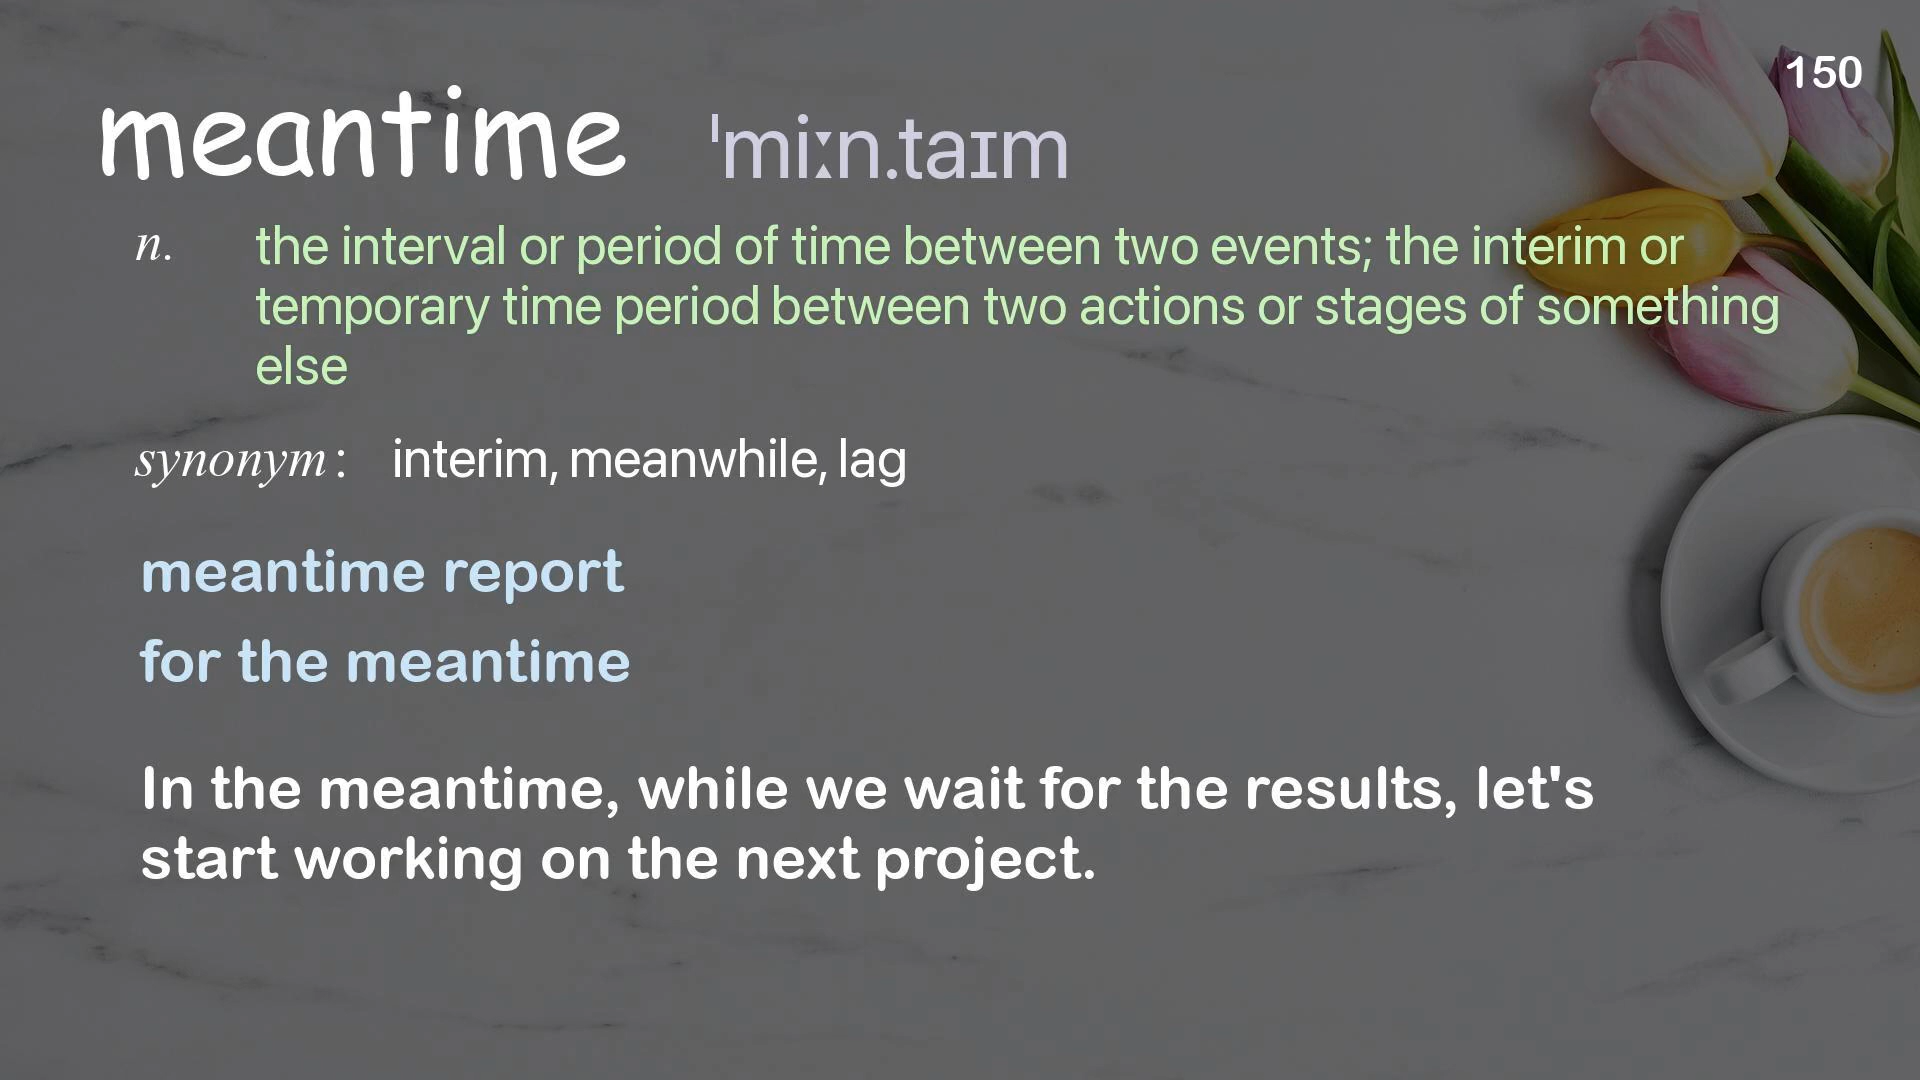 150
meantime ˈmiːn.taɪm
n. the interval or period of time between two events; the interim or
temporary time period between two actions or stages of something
else
synonym: interim, meanwhile, lag
meantime report
for the meantime
In the meantime, while we wait for the results, let's
start working on the next project.